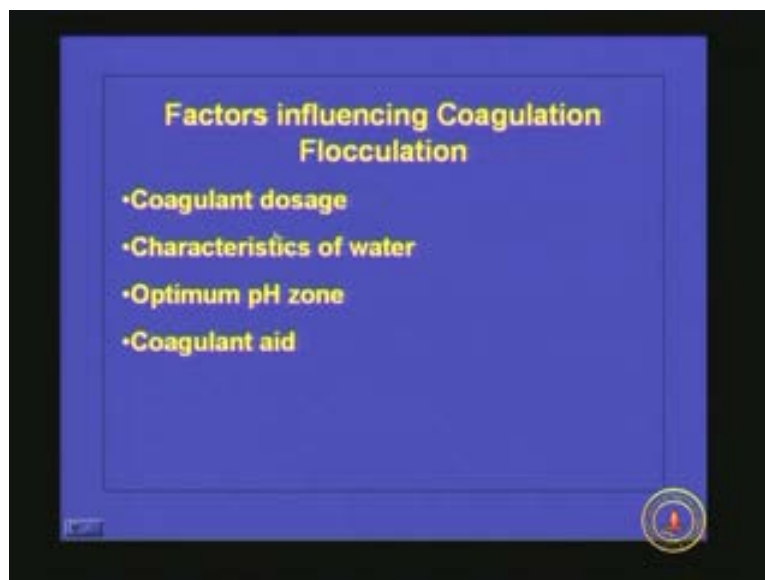 Factors influencing Coagulation
Flocculation
•Coagulant dosage
•Characteristics of water
•Optimum pH zone
•Coagulant aid